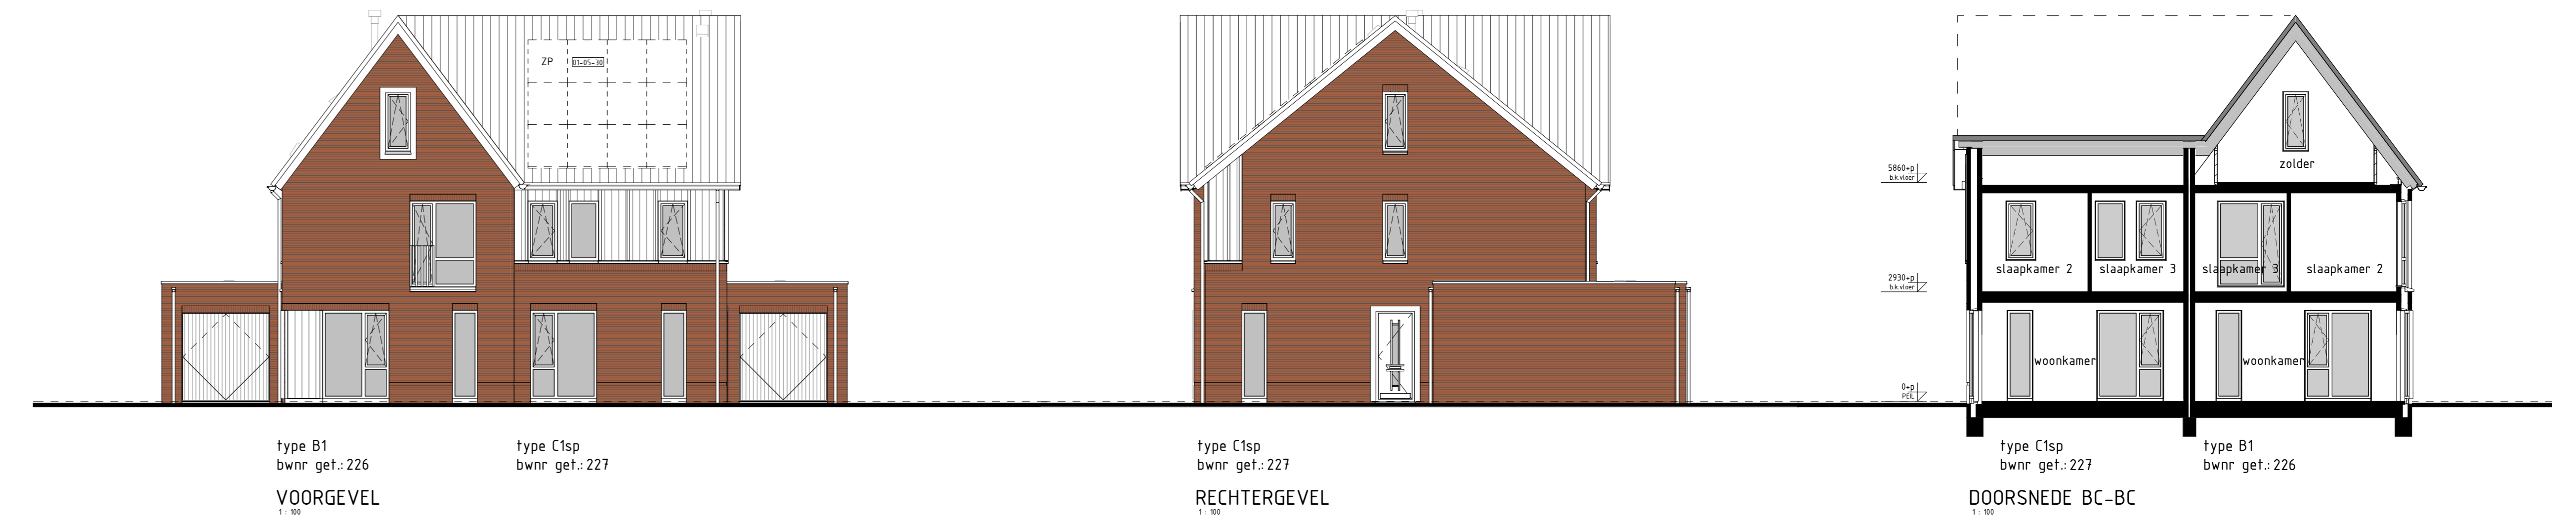 ZP 01-05-30
type B1
bwnr get.: 226
type C1sp
bwnr get.: 227
VOORGEVEL
1 : 100
type C1sp
bwnr get.: 227
RECHTERGEVEL
1 : 100
5860+p
b.k.vloer
2930+p
b.k.vloer
0+p
PEIL
zolder
slaapkamer 2 slaapkamer 3 slaapkamer 3 slaapkamer 2
woonkamer woonkamer
type C1sp
bwnr get.: 227
type B1
bwnr get.: 226
DOORSNEDE BC-BC
1 : 100